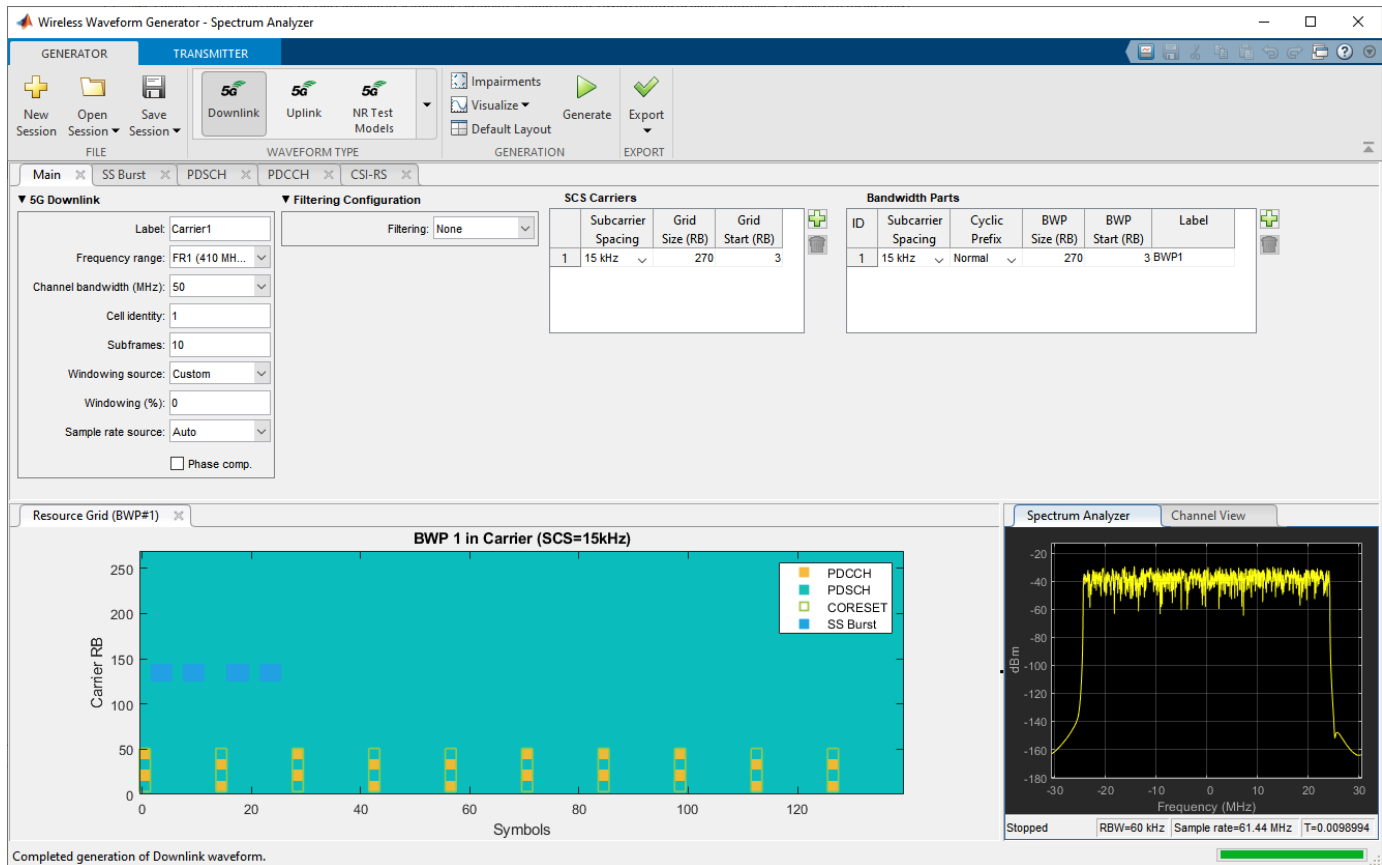 Wireless Waveform Generator - Spectrum Analyzer
GENERATOR TRANSMITTER
New Session Open Session Save Session
FILE
5G Downlink 5G Uplink 5G NR Test Models
WAVEFORM TYPE
Impairments
Visualize
Default Layout
Generate
GENERATION
Export
EXPORT
Main SS Burst PDSCH PDCCH CSI-RS
5G Downlink
Label: Carrier1
Frequency range: FR1 (410 MH...
Channel bandwidth (MHz): 50
Cell identity: 1
Subframes: 10
Windowing source: Custom
Windowing (%): 0
Sample rate source: Auto
Phase comp.
Filtering Configuration
Filtering: None
SCS Carriers
Subcarrier Spacing Grid Size (RB) Grid Start (RB)
1 15 kHz 270 3
Bandwidth Parts
ID Subcarrier Spacing Cyclic Prefix BWP Size (RB) BWP Start (RB) Label
1 15 kHz Normal 270 3 BWP1
Resource Grid (BWP#1)
BWP 1 in Carrier (SCS=15kHz)
PDCCH
PDSCH
CORESET
SS Burst
Carrier RB
250
200
150
100
50
0
0 20 40 60 80 100 120
Symbols
Spectrum Analyzer Channel View
dBm
-20
-40
-60
-80
-100
-120
-140
-160
-180
-30 -20 -10 0 10 20 30
Frequency (MHz)
Stopped RBW=60 kHz Sample rate=61.44 MHz T=0.0098994
Completed generation of Downlink waveform.